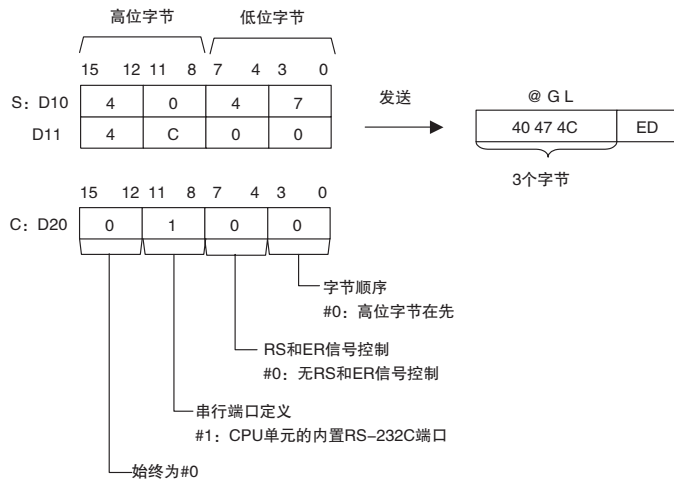 高位字节 低位字节
15 12 11 8 7 4 3 0
S：D10 4 0 4 7
D11 4 C 0 0
发送
@ G L
40 47 4C ED
3个字节
15 12 11 8 7 4 3 0
C：D20 0 1 0 0
字节顺序
#0：高位字节在先
RS和ER信号控制
#0：无RS和ER信号控制
串行端口定义
#1：CPU单元的内置RS-232C端口
始终为#0